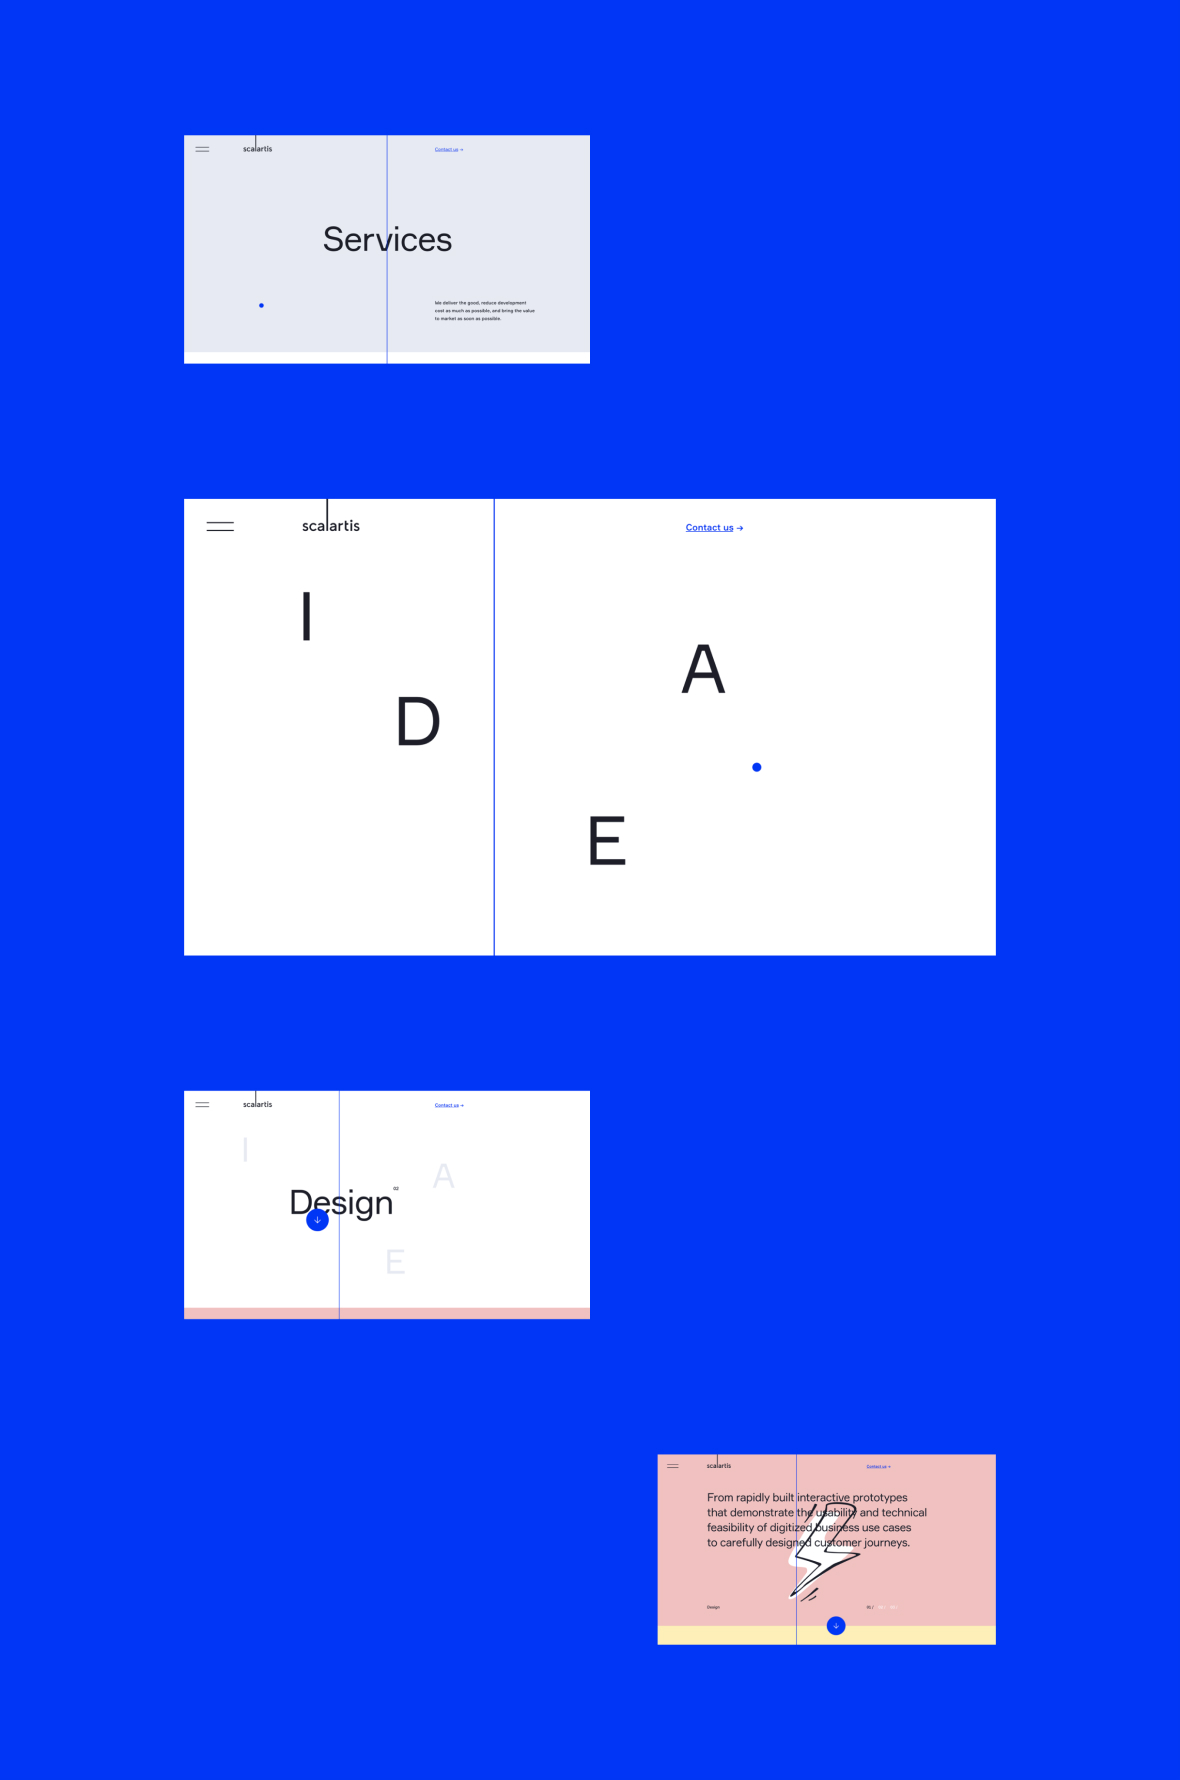 scalartis
Contact us →
Services
We deliver the good, reduce development
cost as much as possible, and bring the value
to market as soon as possible.
scalartis
Contact us →
I
A
D
E
scalartis
Contact us →
I
A
Design 02
E
scalartis
Contact us →
From rapidly built interactive prototypes
that demonstrate the usability and technical
feasibility of digitized business use cases
to carefully designed customer journeys.
Design